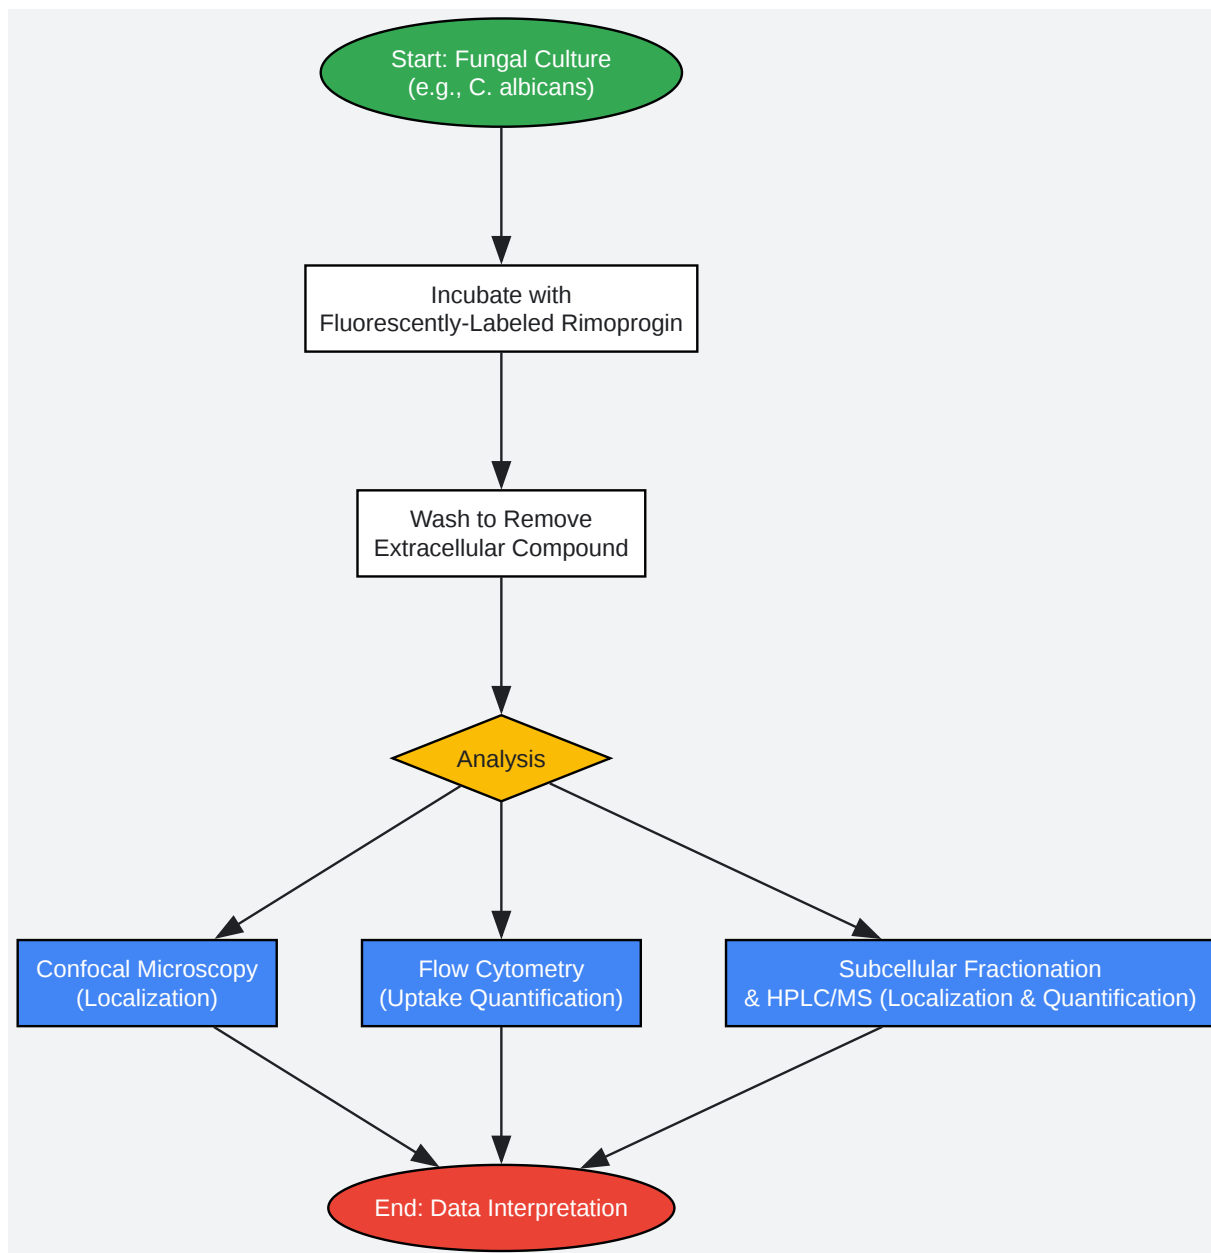 Start: Fungal Culture
(e.g., C. albicans)
Incubate with
Fluorescently-Labeled Rimoprogin
Wash to Remove
Extracellular Compound
Analysis
Confocal Microscopy
(Localization)
Flow Cytometry
(Uptake Quantification)
Subcellular Fractionation
& HPLC/MS (Localization & Quantification)
End: Data Interpretation